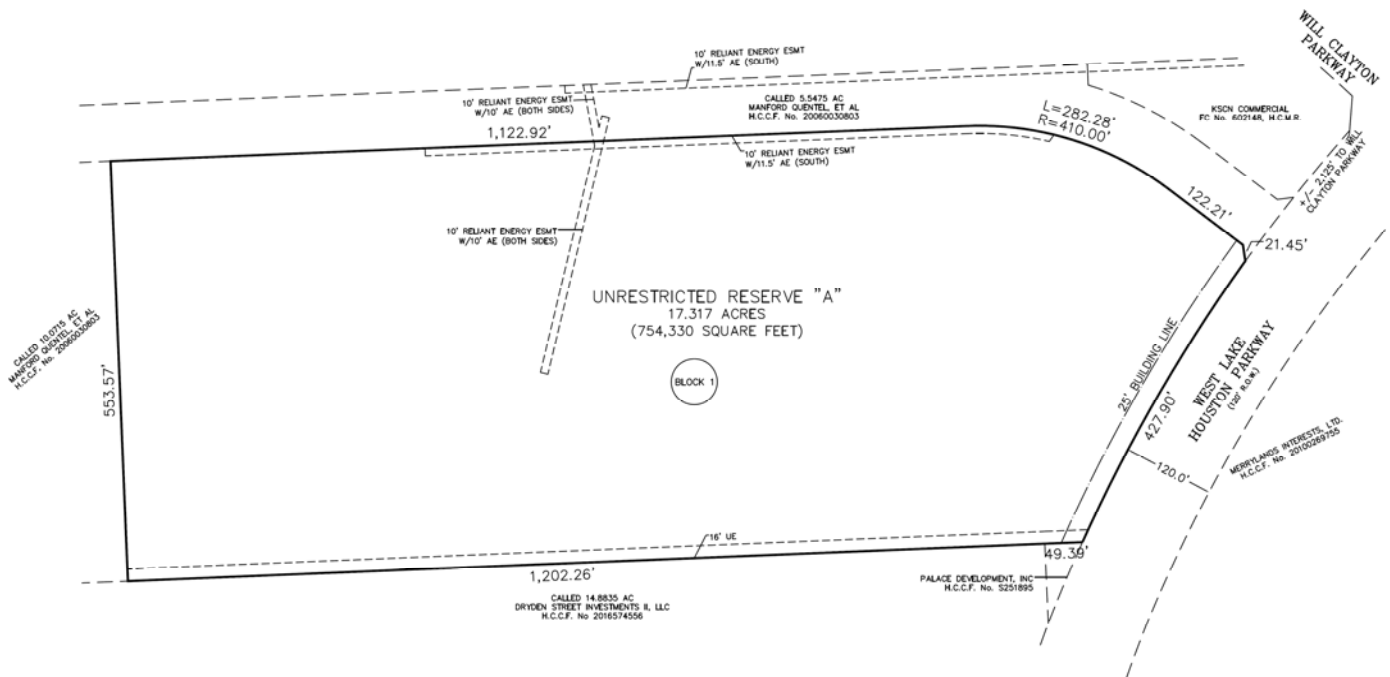 WILL CLAYTON
PARKWAY
10' RELIANT ENERGY ESMT
W/11.5' AE (SOUTH)
10' RELIANT ENERGY ESMT
W/10' AE (BOTH SIDES)
CALLED 5.5475 AC
MANFORD QUENTEL, ET AL
H.C.C.F. No. 20060030803
L=282.28'
R=410.00'
KSCN COMMERCIAL
FC No. 602148, H.C.M.R.
1,122.92'
10' RELIANT ENERGY ESMT
W/11.5' AE (SOUTH)
+/- 2,125' TO WILL
CLAYTON PARKWAY
122.21'
21.45'
10' RELIANT ENERGY ESMT
W/10' AE (BOTH SIDES)
UNRESTRICTED RESERVE "A"
17.317 ACRES
(754,330 SQUARE FEET)
BLOCK 1
CALLED 10.0715 AC
MANFORD QUENTEL, ET AL
H.C.C.F. No. 20060030803
553.57'
25' BUILDING LINE
427.90'
WEST LAKE
HOUSTON PARKWAY
(120' R.O.W.)
120.0'
MERRYLANDS INTERESTS, LTD.
H.C.C.F. No. 20100269755
16' UE
49.39'
1,202.26'
PALACE DEVELOPMENT, INC
H.C.C.F. No. S251895
CALLED 14.8835 AC
DRYDEN STREET INVESTMENTS II, LLC
H.C.C.F. No 2016574556